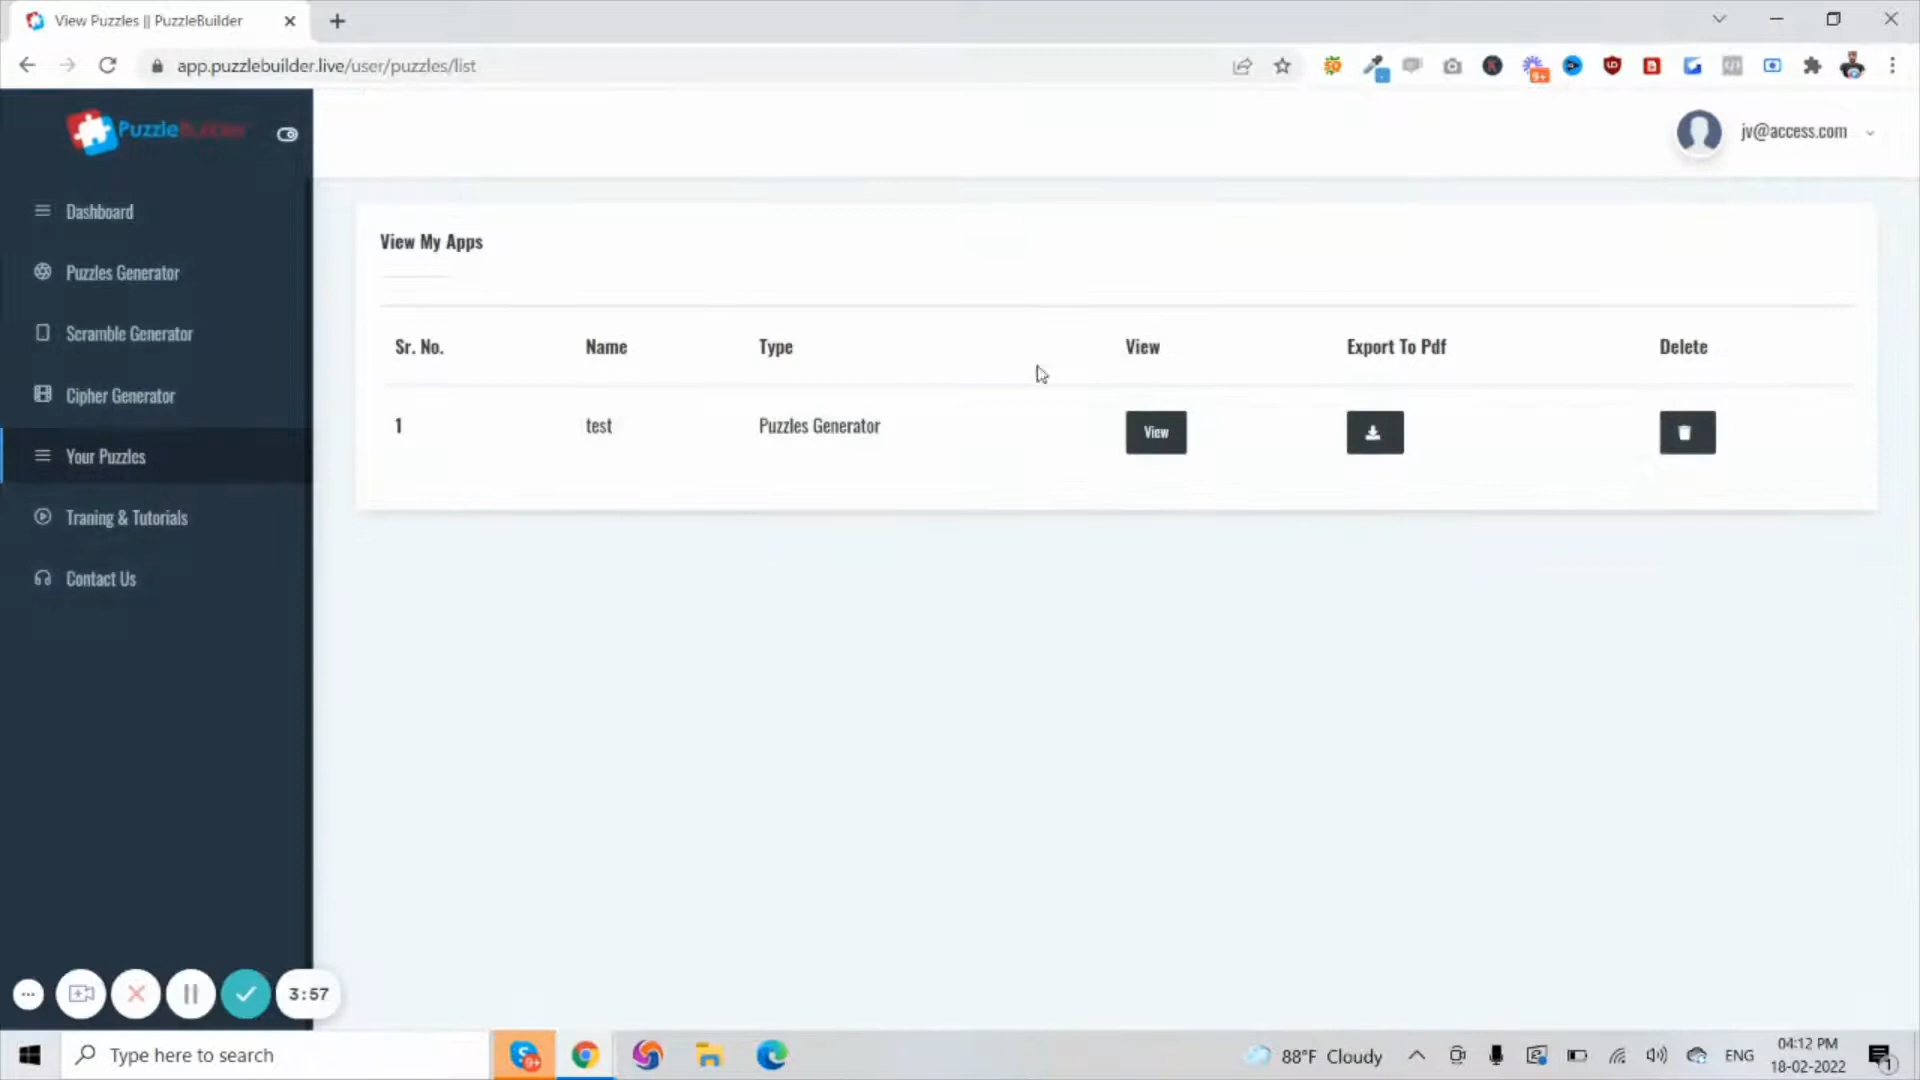 View Puzzles || PuzzleBuilder
app.puzzlebuilder.live/user/puzzles/list
9+
PuzzleBuilder
jv@access.com
Dashboard
Puzzles Generator
Scramble Generator
Cipher Generator
Your Puzzles
Traning & Tutorials
Contact Us
View My Apps
Sr. No. Name Type View Export To Pdf Delete
1 test Puzzles Generator View
3:57
Type here to search
9+
88°F Cloudy
ENG
04:12 PM
18-02-2022
1